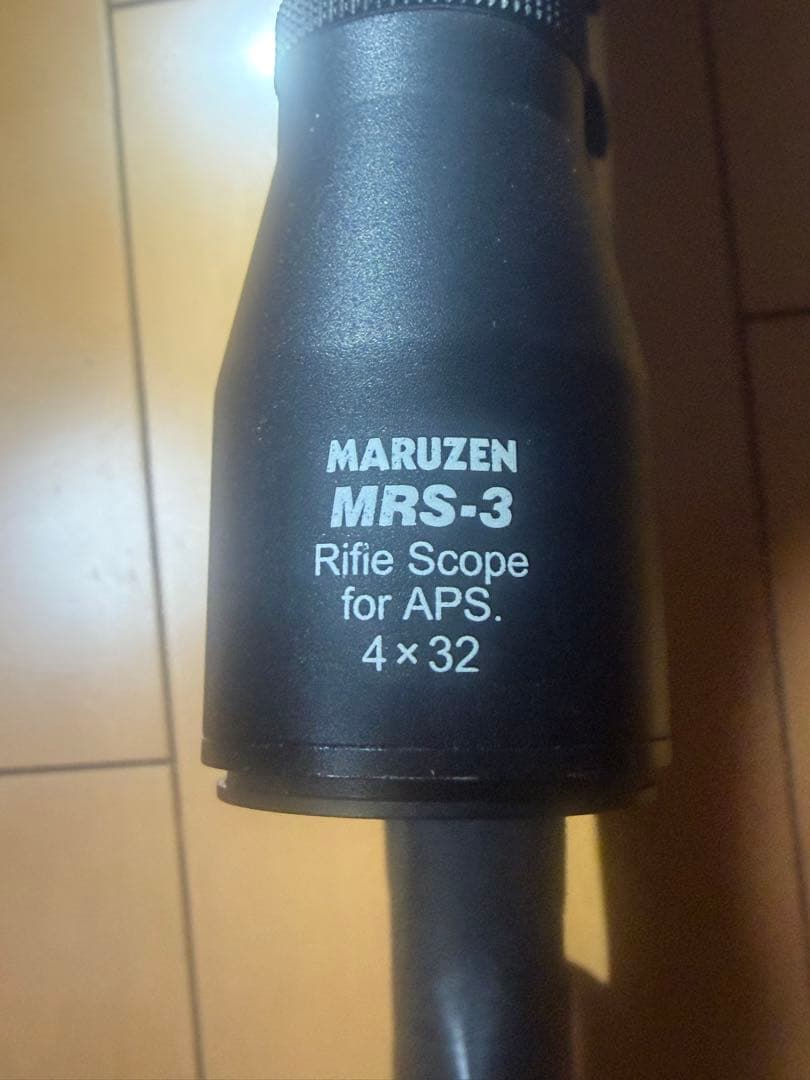 MARUZEN
MRS-3
Rifie Scope
for APS.
4×32